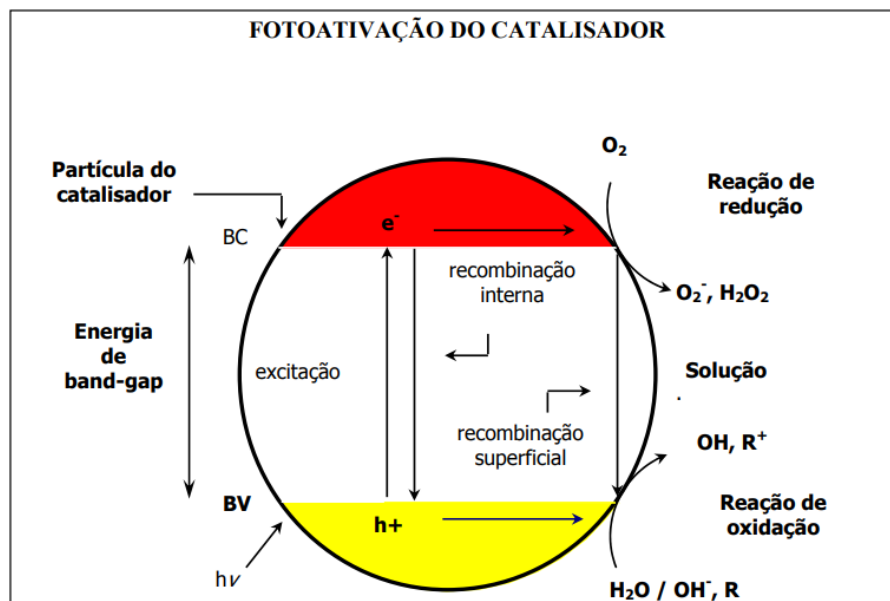 FOTOATIVAÇÃO DO CATALISADOR
O₂
Partícula do
catalisador
Reação de
redução
e⁻
BC
recombinação
interna
O₂⁻, H₂O₂
Energia
de
band-gap
excitação
Solução
.
recombinação
superficial
OH, R⁺
BV
h+
Reação de
oxidação
hν
H₂O / OH⁻, R